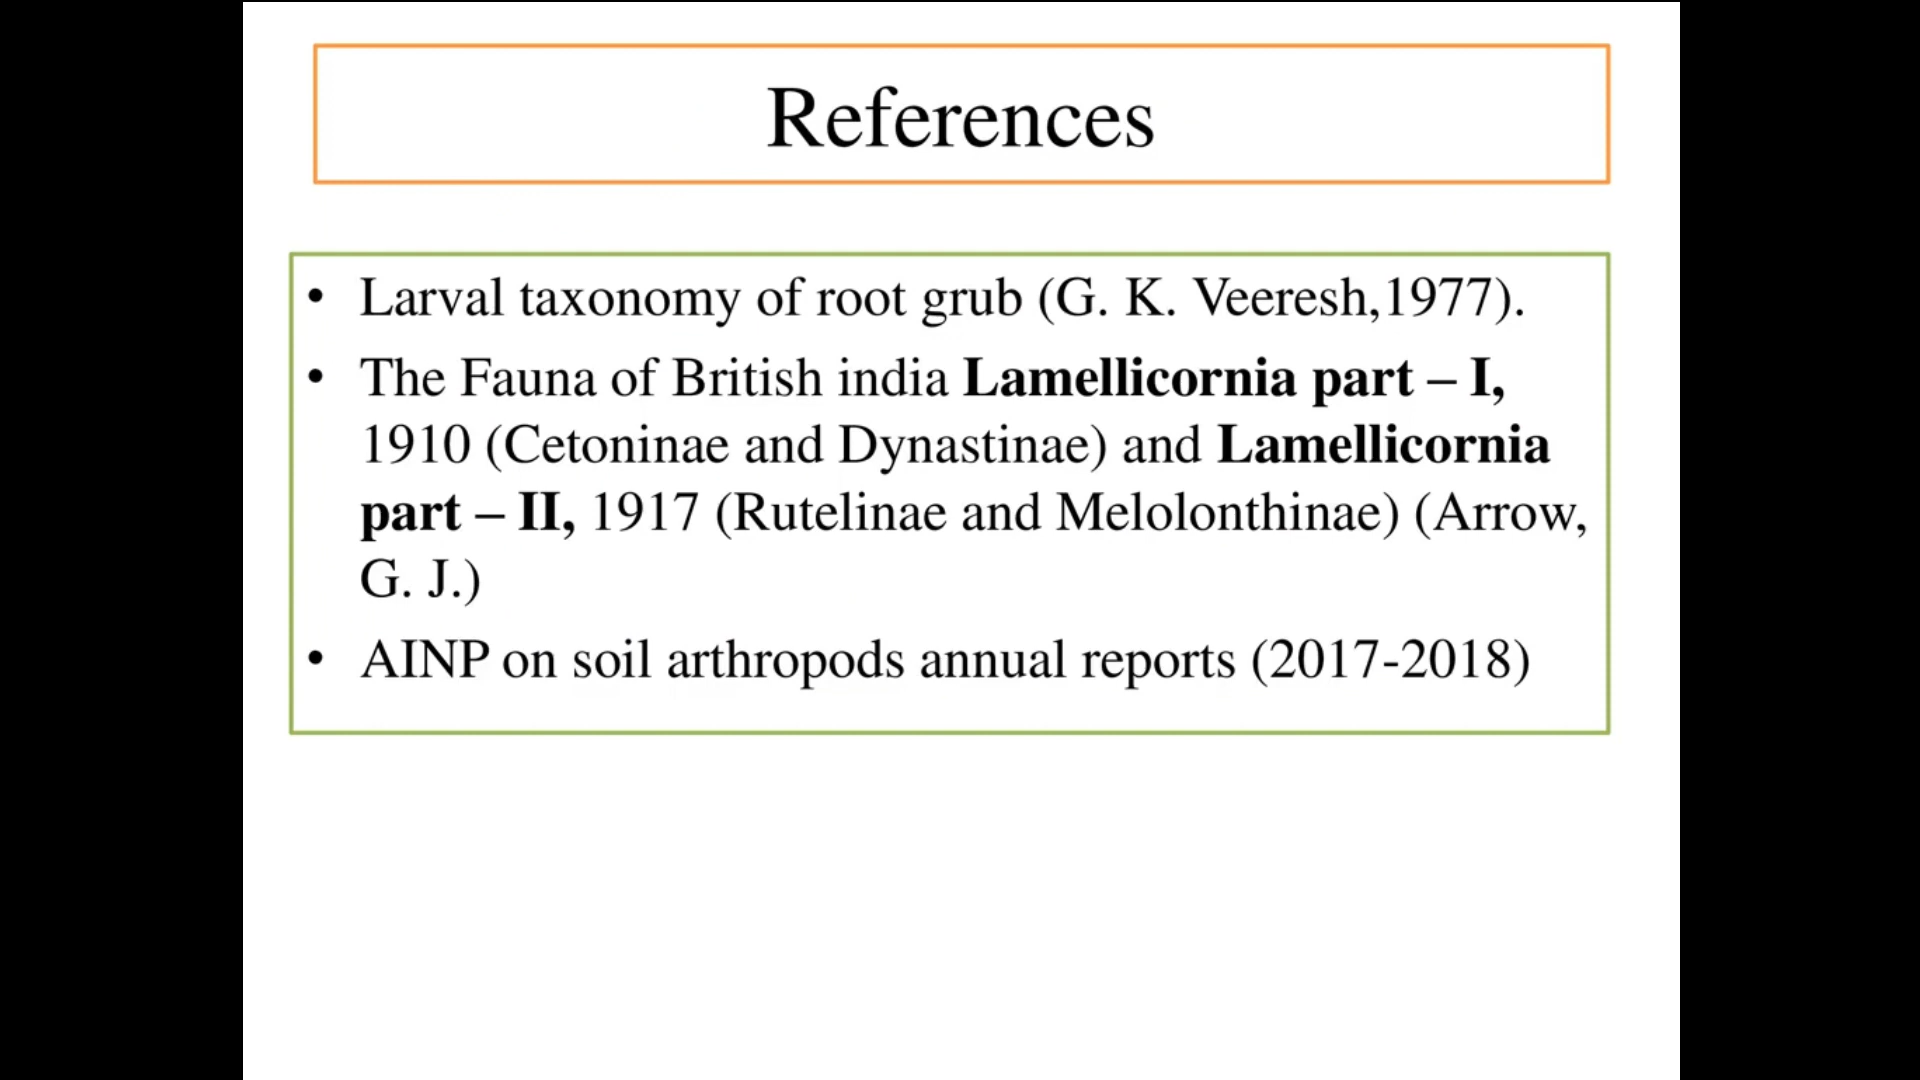 References
• Larval taxonomy of root grub (G. K. Veeresh,1977).
• The Fauna of British india Lamellicornia part – I,
1910 (Cetoninae and Dynastinae) and Lamellicornia
part – II, 1917 (Rutelinae and Melolonthinae) (Arrow,
G. J.)
• AINP on soil arthropods annual reports (2017-2018)